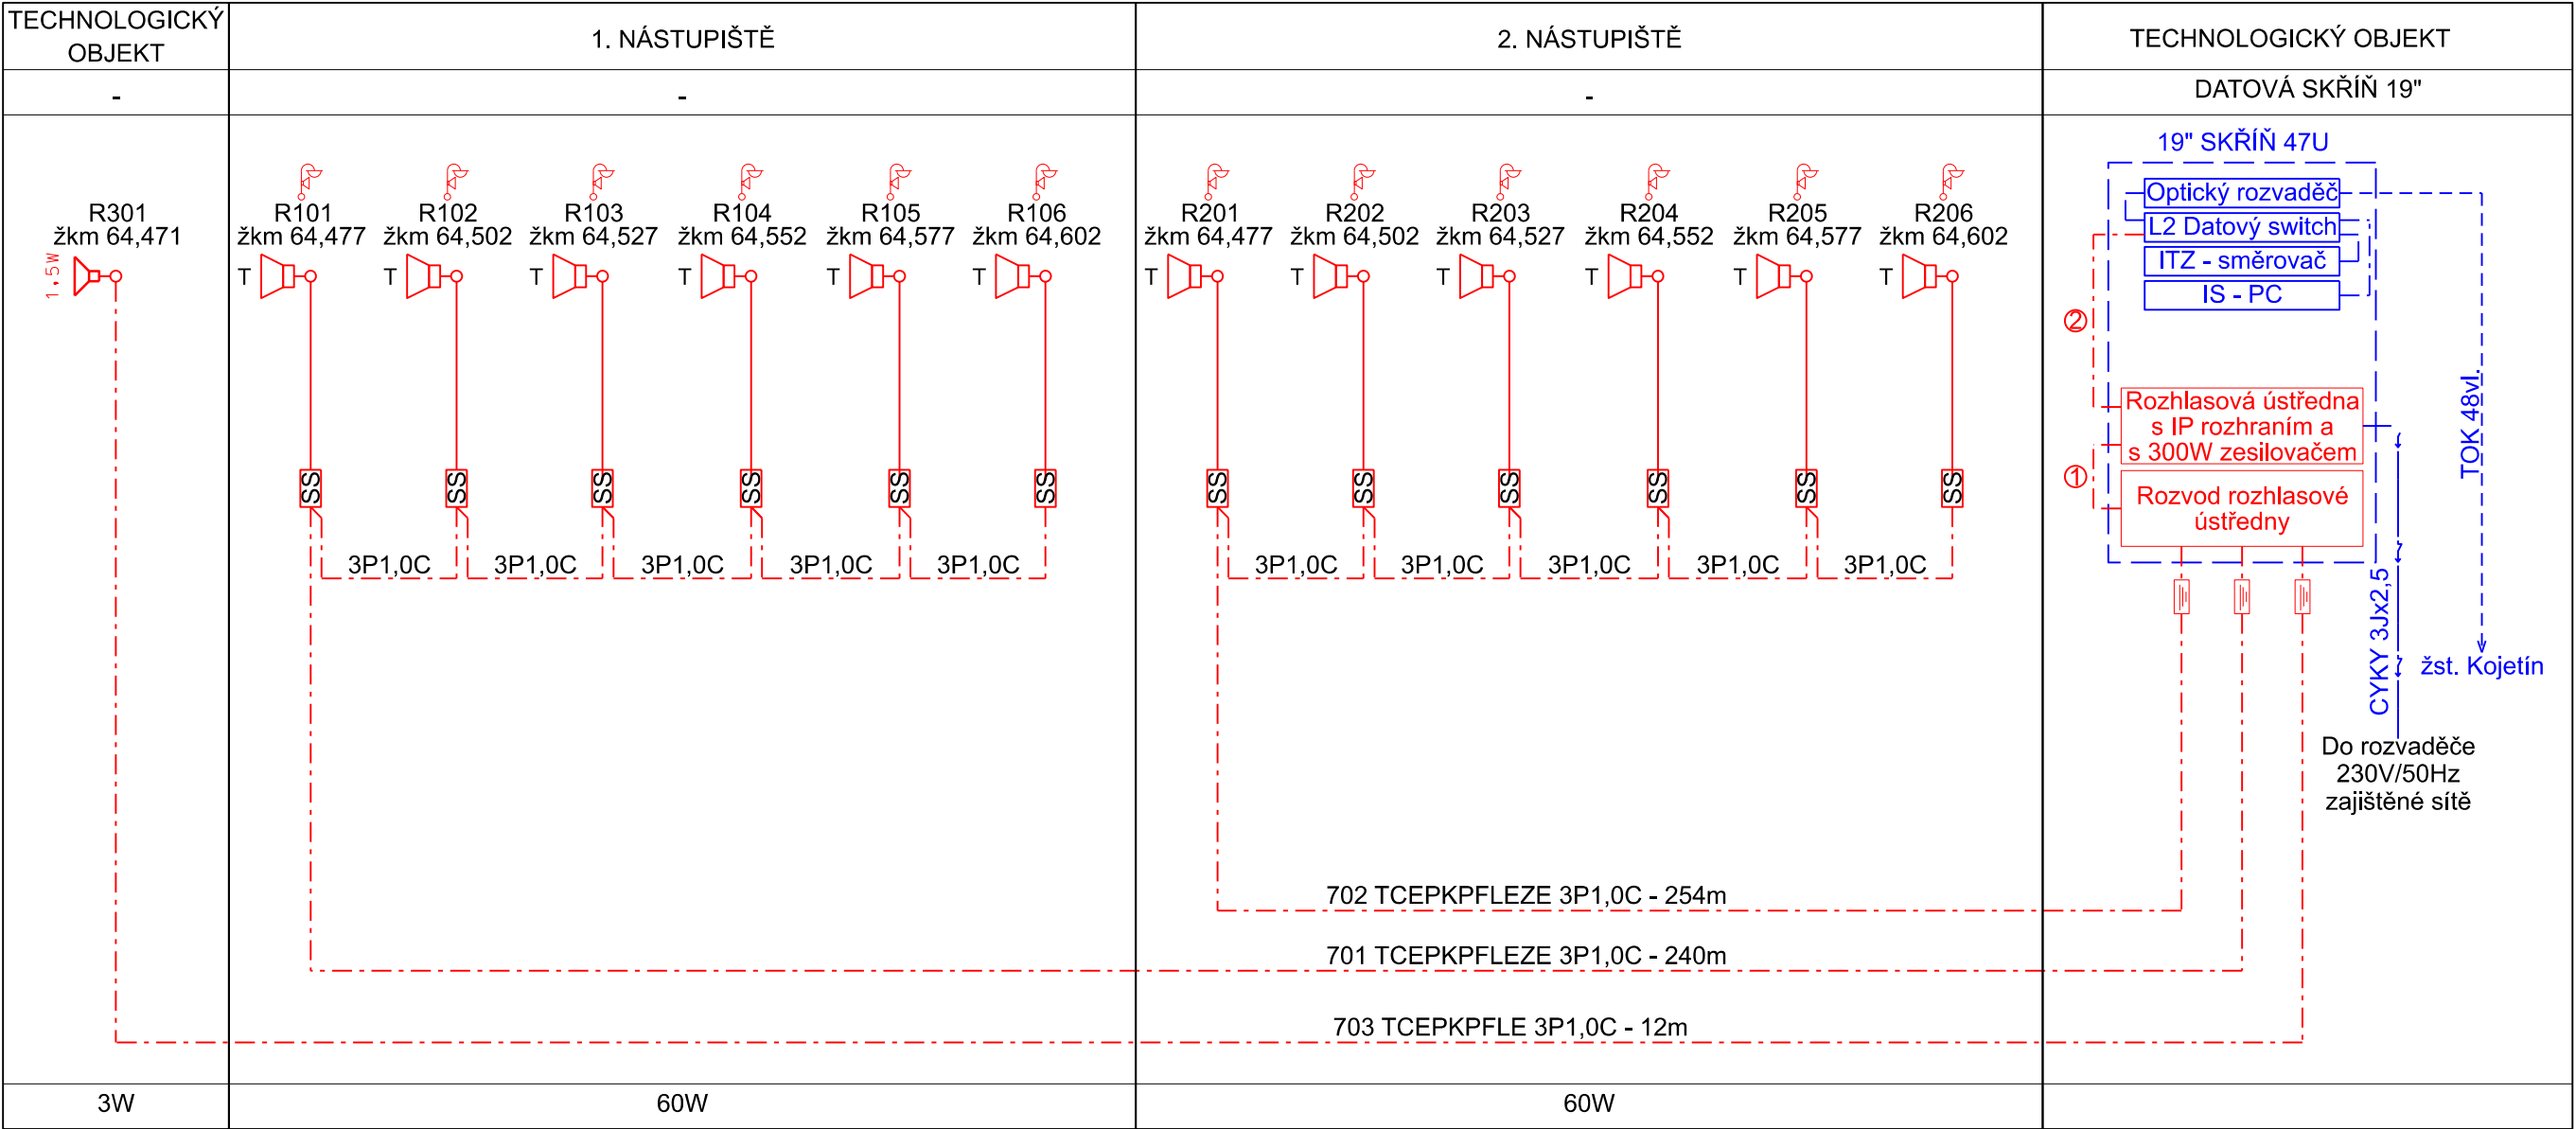 TECHNOLOGICKÝ
OBJEKT
1. NÁSTUPIŠTĚ
2. NÁSTUPIŠTĚ
TECHNOLOGICKÝ OBJEKT
-
-
-
DATOVÁ SKŘÍŇ 19"
R301
žkm 64,471
1,5W
R101
žkm 64,477
T
R102
žkm 64,502
T
R103
žkm 64,527
T
R104
žkm 64,552
T
R105
žkm 64,577
T
R106
žkm 64,602
T
SS
SS
SS
SS
SS
SS
3P1,0C
3P1,0C
3P1,0C
3P1,0C
3P1,0C
R201
žkm 64,477
T
R202
žkm 64,502
T
R203
žkm 64,527
T
R204
žkm 64,552
T
R205
žkm 64,577
T
R206
žkm 64,602
T
SS
SS
SS
SS
SS
SS
3P1,0C
3P1,0C
3P1,0C
3P1,0C
3P1,0C
19" SKŘÍŇ 47U
Optický rozvaděč
L2 Datový switch
ITZ - směrovač
IS - PC
2
Rozhlasová ústředna
s IP rozhraním a
s 300W zesilovačem
1
Rozvod rozhlasové
ústředny
TOK 48vl.
CYKY 3Jx2,5
žst. Kojetín
Do rozvaděče
230V/50Hz
zajištěné sítě
702 TCEPKPFLEZE 3P1,0C - 254m
701 TCEPKPFLEZE 3P1,0C - 240m
703 TCEPKPFLE 3P1,0C - 12m
3W
60W
60W